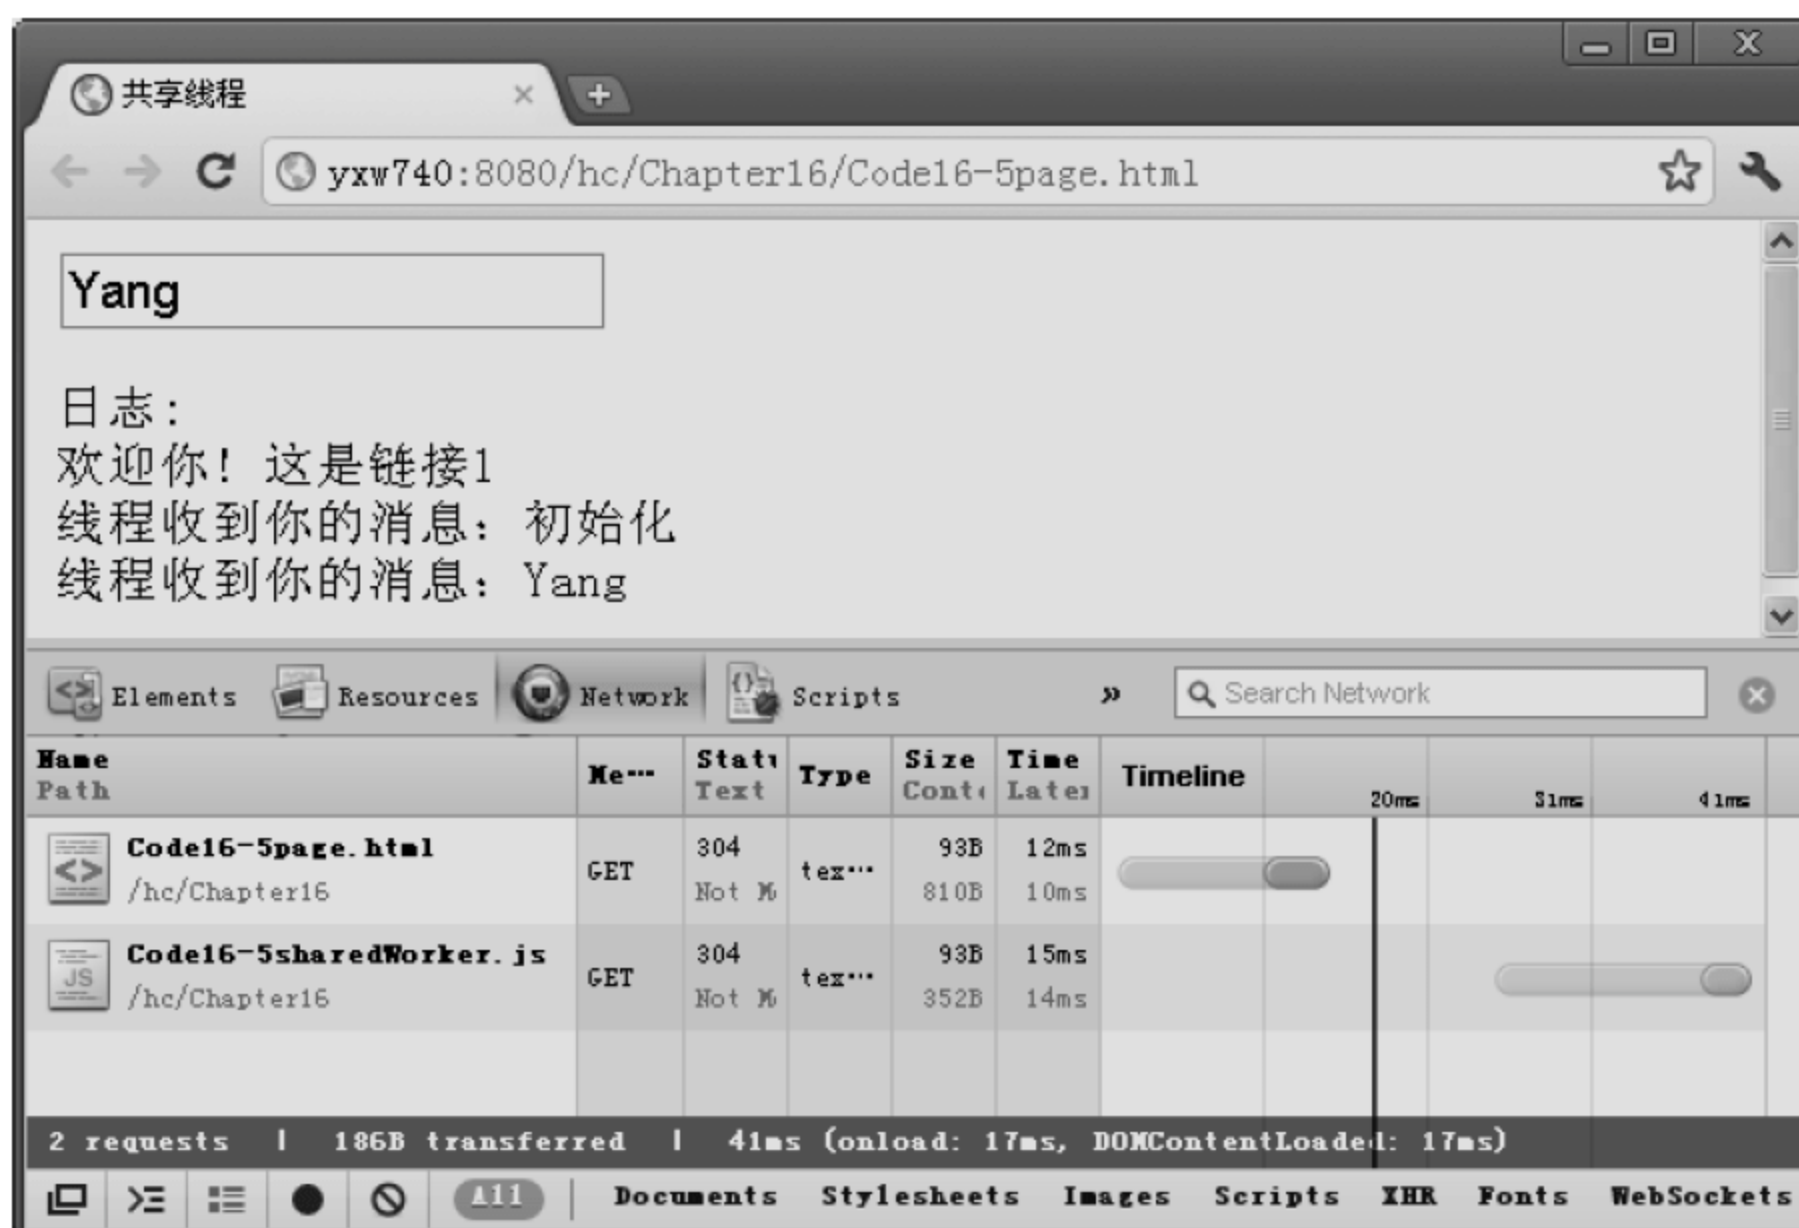 共享线程
yxw740:8080/hc/Chapter16/Code16-5page.html
Yang
日志:
欢迎你! 这是链接1
线程收到你的消息: 初始化
线程收到你的消息: Yang
Elements Resources Network Scripts » Search Network
Name Me… Type Size Time Timeline
Path Text
20ms 31ms 41ms
Code16-5page.html GET 304 tex… 93B 12ms
/hc/Chapter16 Not 810B 10ms
Code16-5sharedWorker.js GET 304 tex… 93B 15ms
/hc/Chapter16 Not 352B 14ms
2 requests | 186B transferred | 41ms (onload: 17ms, DOMContentLoaded: 17ms)
All Documents Stylesheets Images Scripts XHR Fonts WebSockets